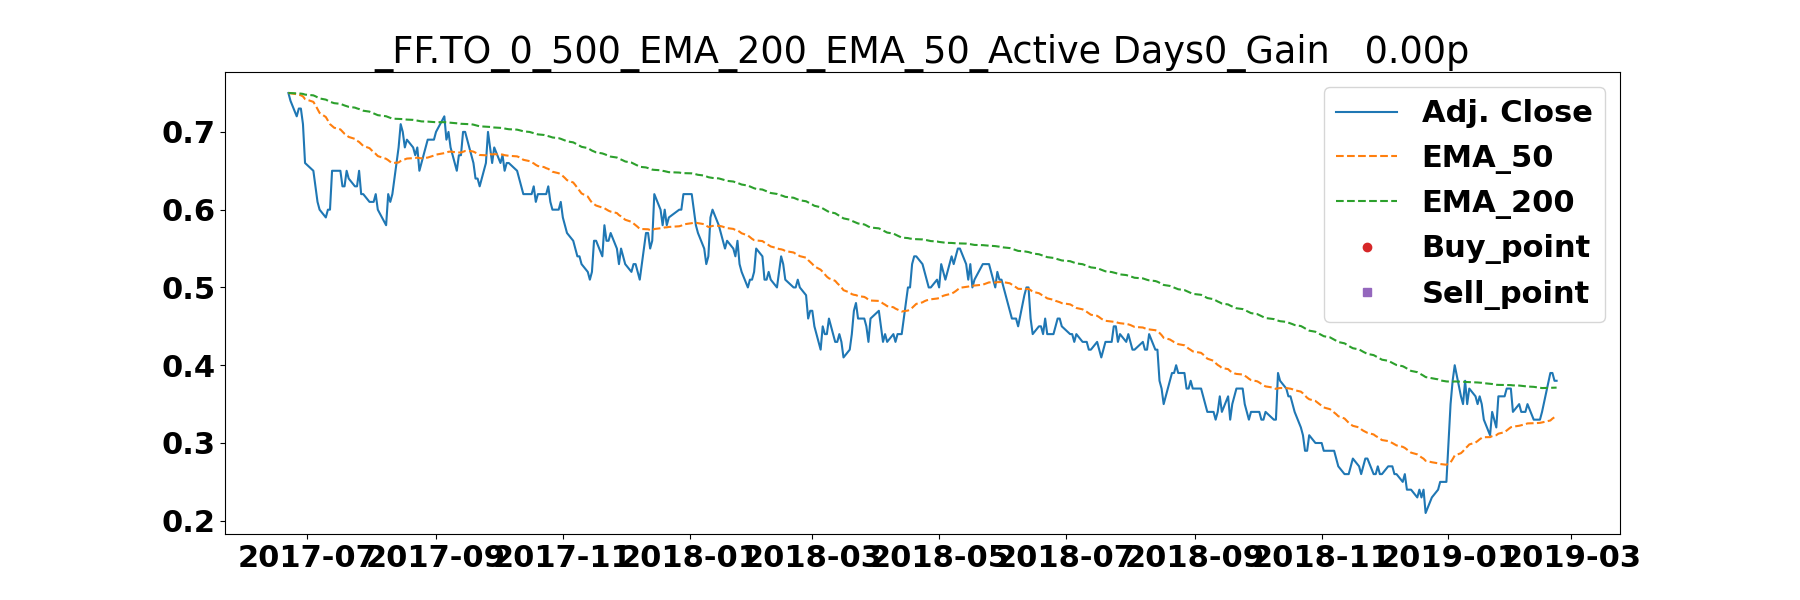 _FF.TO_0_500_EMA_200_EMA_50_Active Days0_Gain   0.00p
Adj. Close
EMA_50
EMA_200
Buy_point
Sell_point
0.7
0.6
0.5
0.4
0.3
0.2
2017-07 2017-09 2017-11 2018-01 2018-03 2018-05 2018-07 2018-09 2018-11 2019-01 2019-03